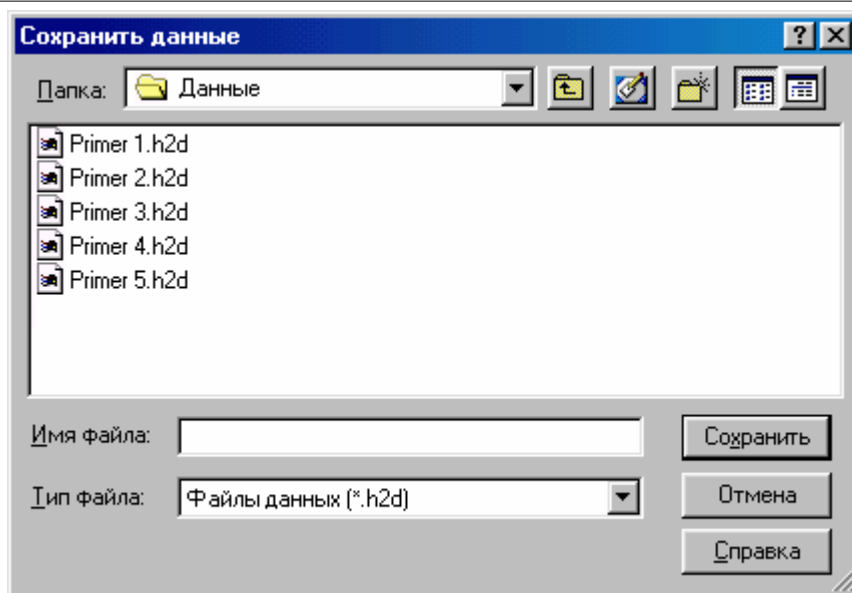 Сохранить данные
Папка: Данные
Primer 1.h2d
Primer 2.h2d
Primer 3.h2d
Primer 4.h2d
Primer 5.h2d
Имя файла: Сохранить
Тип файла: Файлы данных (*.h2d) Отмена
Справка